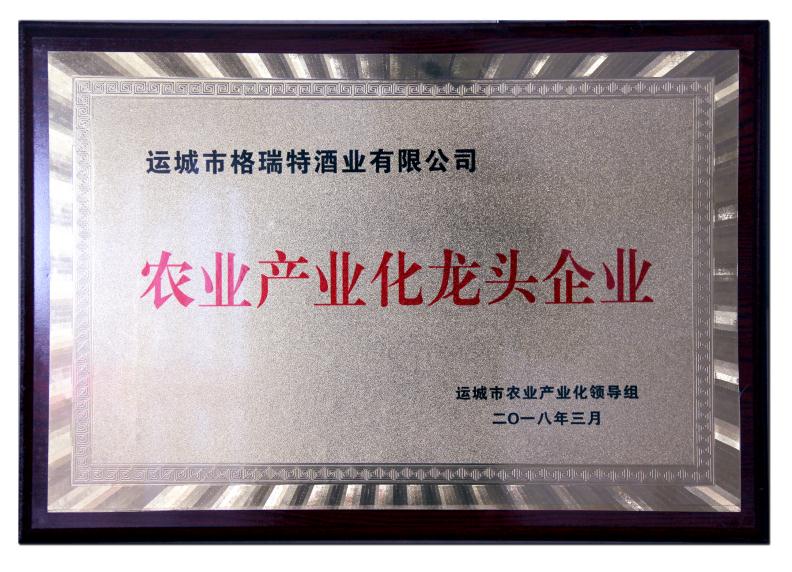 运城市格瑞特酒业有限公司
农业产业化龙头企业
运城市农业产业化领导组
二〇一八年三月